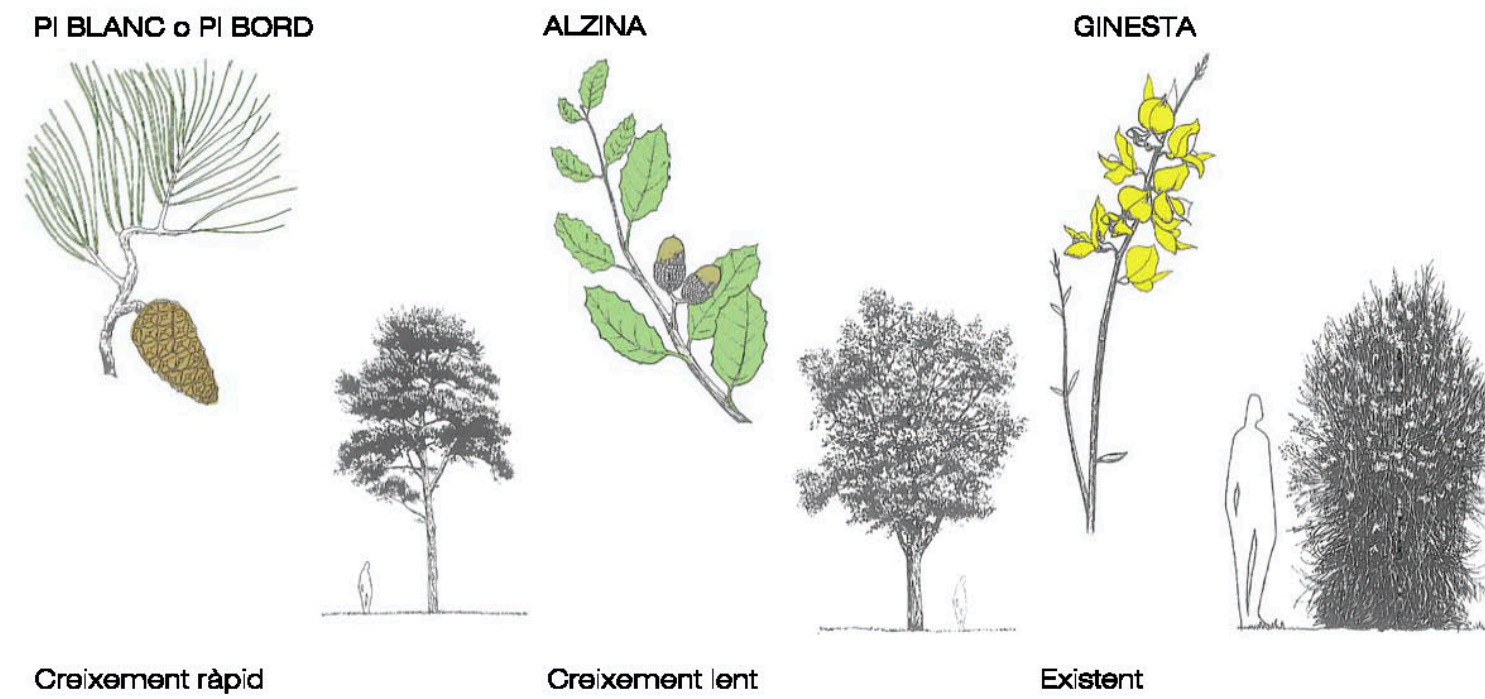 PI BLANC o PI BORD
ALZINA
GINESTA
Creixement ràpid
Creixement lent
Existent